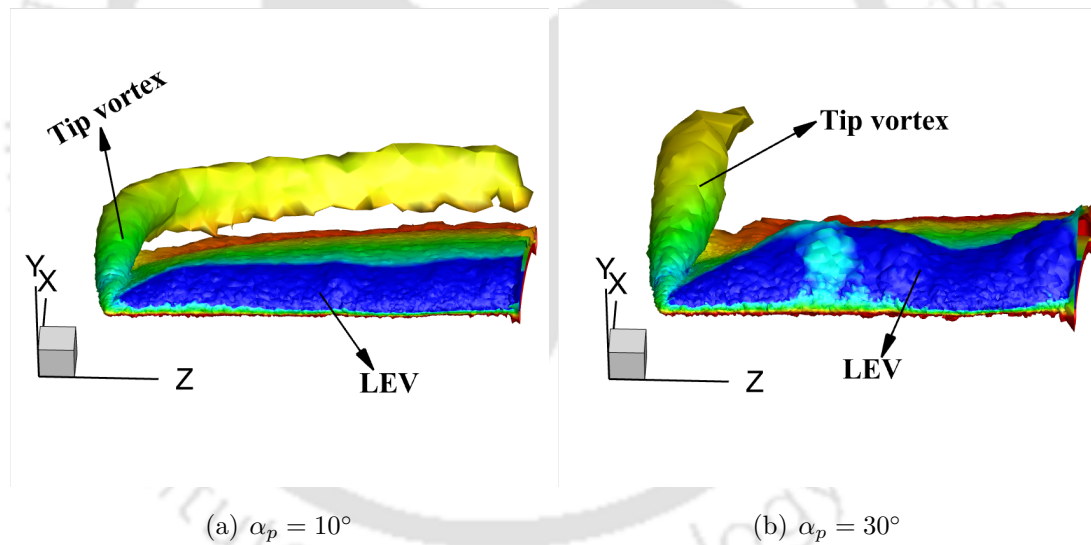 Tip vortex
Y
X
Z
LEV
(a) αₚ = 10°
Tip vortex
Y
X
Z
LEV
(b) αₚ = 30°